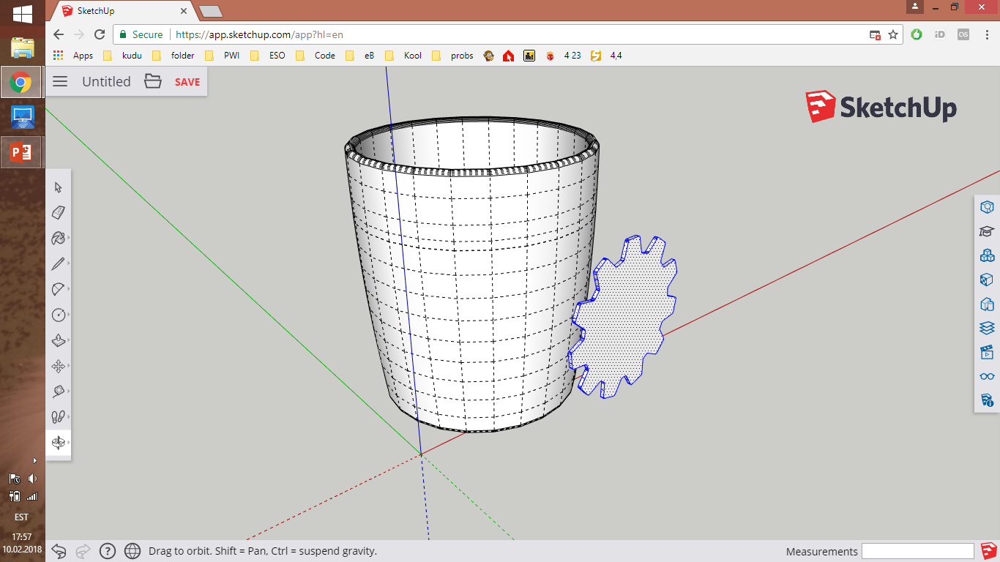 SketchUp
Secure https://app.sketchup.com/app?hl=en
Apps kudu folder PWI ESO Code eB Kool probs 4 23 4,4
Untitled SAVE
SketchUp
EST
17:57
10.02.2018
Drag to orbit. Shift = Pan, Ctrl = suspend gravity.
Measurements